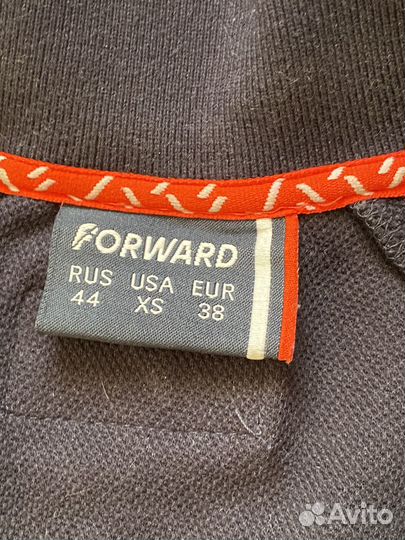 FORWARD
RUS USA EUR
44 XS 38
Avito